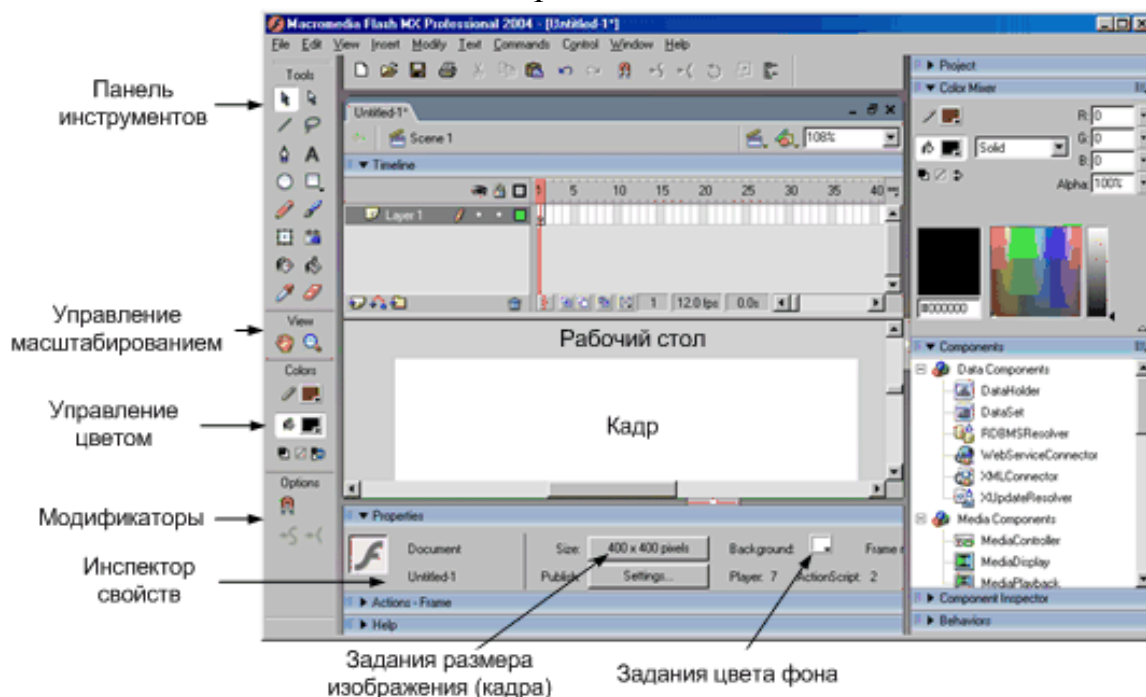 Macromedia Flash MX Professional 2004 - [Untitled-1*]
File Edit View Insert Modify Text Commands Control Window Help
Панель
инструментов
Управление
масштабированием
Управление
цветом
Модификаторы
Инспектор
свойств
Tools
View
Colors
Options
Untitled-1*
Scene 1
108%
Timeline
1 5 10 15 20 25 30 35 40
Layer 1
1 12.0 fps 0.0s
Рабочий стол
Кадр
Properties
Document
Size: 400 x 400 pixels
Background:
Untitled-1
Publish: Settings...
Player: 7 ActionScript: 2
Actions - Frame
Help
Задания размера
изображения (кадра)
Задания цвета фона
Project
Color Mixer
R: 0
Solid
G: 0
B: 0
Alpha: 100%
#000000
Components
Data Components
DataHolder
DataSet
RDBMSResolver
WebServiceConnector
XMLConnector
XUpdateResolver
Media Components
MediaController
MediaDisplay
MediaPlayback
Component Inspector
Behaviors